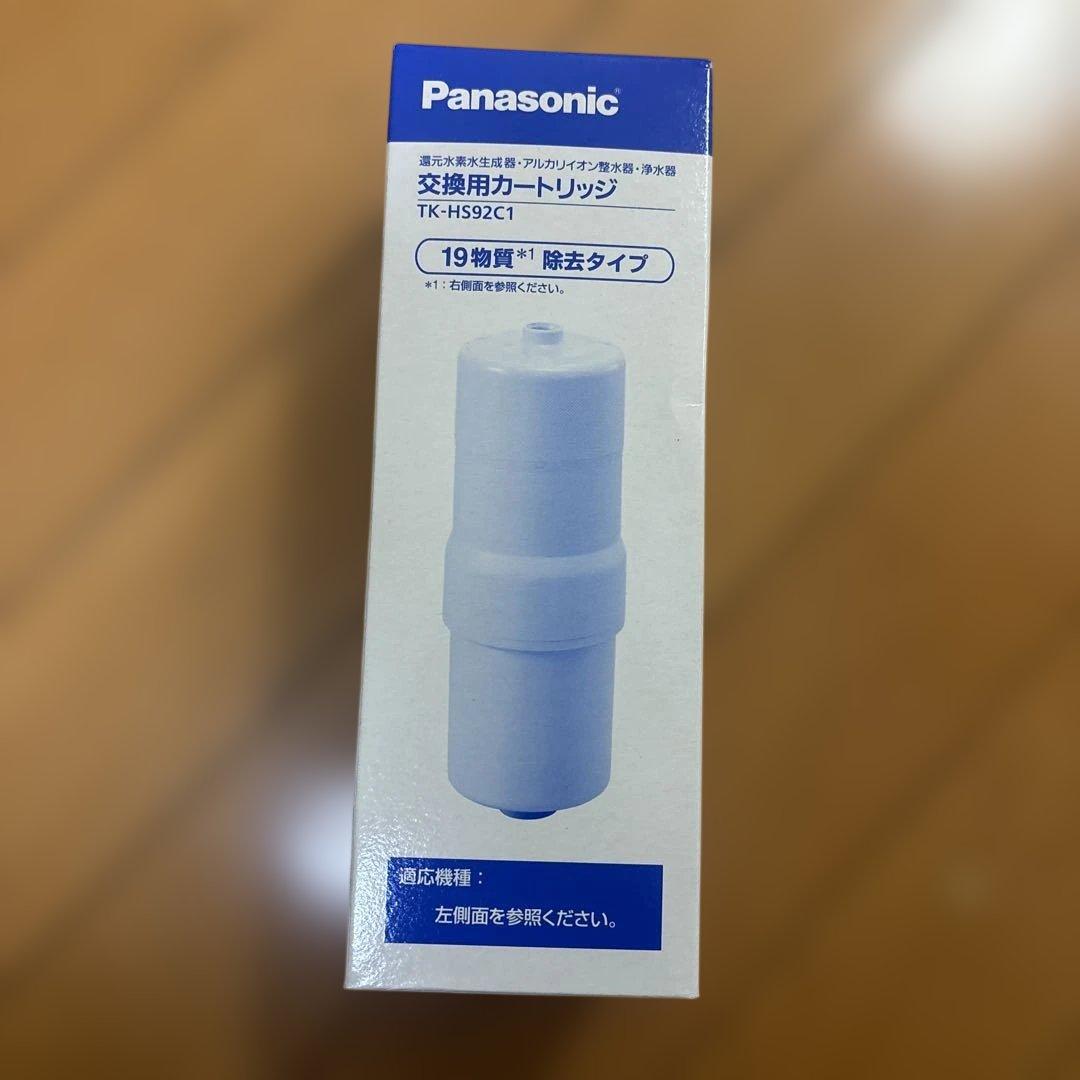 Panasonic®
還元水素水生成器・アルカリイオン整水器・浄水器
交換用カートリッジ
TK-HS92C1
19物質*1 除去タイプ
*1：右側面を参照ください。
適応機種：
左側面を参照ください。